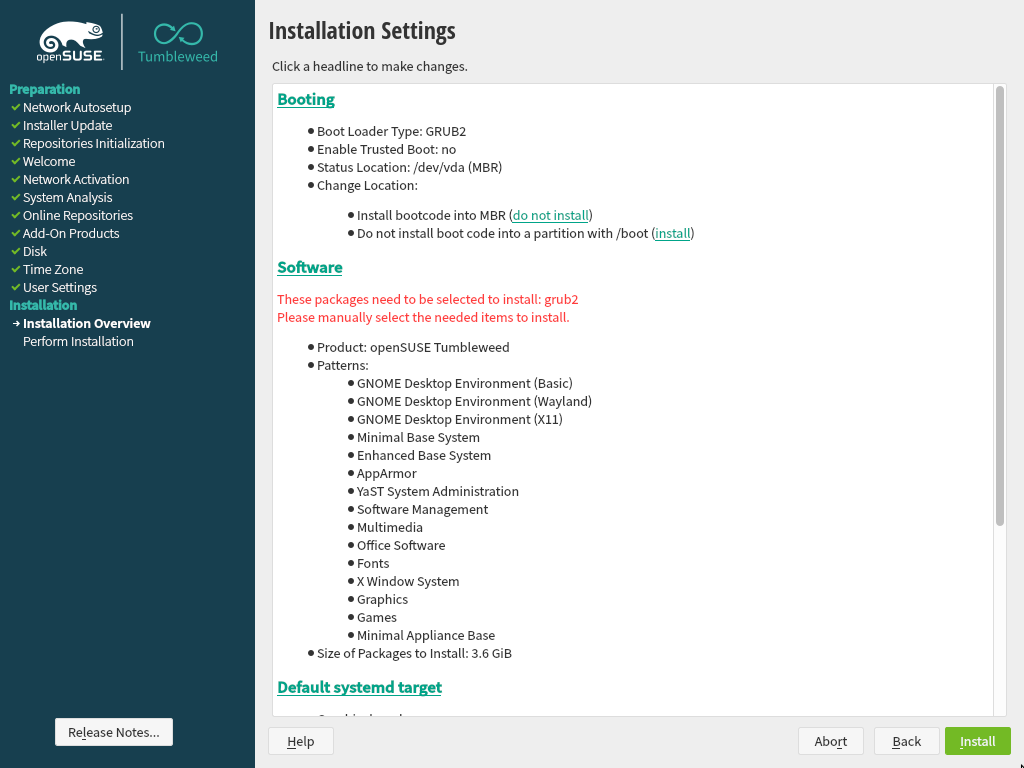 openSUSE
Tumbleweed
Preparation
Network Autosetup
Installer Update
Repositories Initialization
Welcome
Network Activation
System Analysis
Online Repositories
Add-On Products
Disk
Time Zone
User Settings
Installation
Installation Overview
Perform Installation
Release Notes...
Installation Settings
Click a headline to make changes.
Booting
Boot Loader Type: GRUB2
Enable Trusted Boot: no
Status Location: /dev/vda (MBR)
Change Location:
Install bootcode into MBR (do not install)
Do not install boot code into a partition with /boot (install)
Software
These packages need to be selected to install: grub2
Please manually select the needed items to install.
Product: openSUSE Tumbleweed
Patterns:
GNOME Desktop Environment (Basic)
GNOME Desktop Environment (Wayland)
GNOME Desktop Environment (X11)
Minimal Base System
Enhanced Base System
AppArmor
YaST System Administration
Software Management
Multimedia
Office Software
Fonts
X Window System
Graphics
Games
Minimal Appliance Base
Size of Packages to Install: 3.6 GiB
Default systemd target
Help
Abort
Back
Install